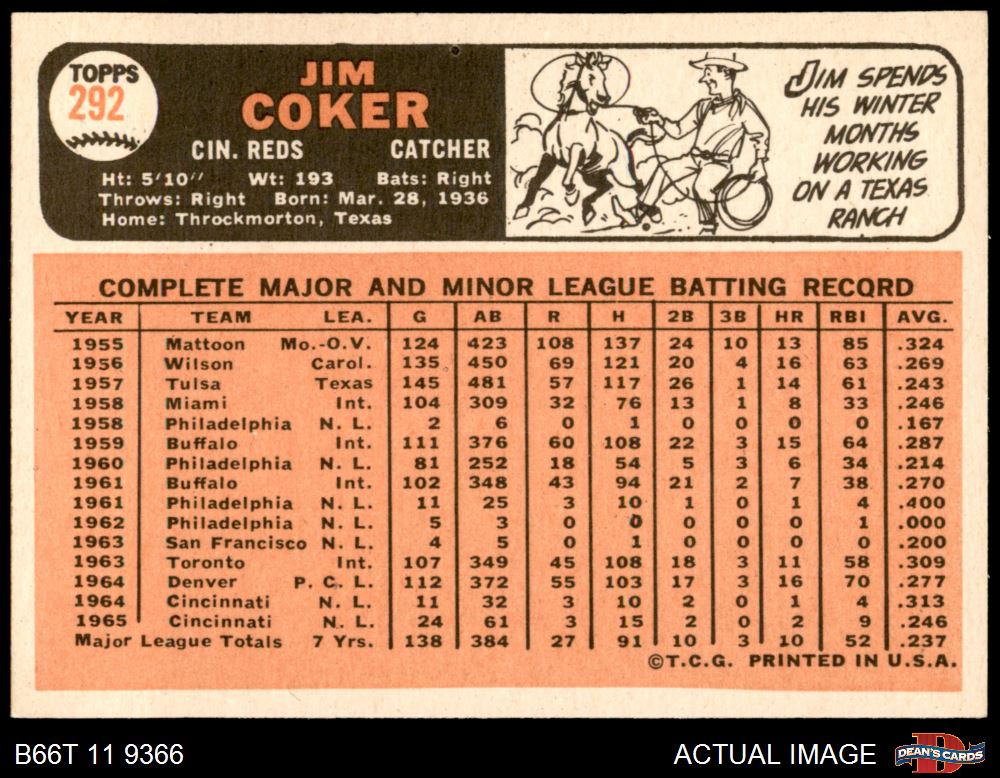 TOPPS
292
JIM
COKER
CIN. REDS CATCHER
Ht: 5'10" Wt: 193 Bats: Right
Throws: Right Born: Mar. 28, 1936
Home: Throckmorton, Texas
JIM SPENDS
HIS WINTER
MONTHS
WORKING
ON A TEXAS
RANCH
COMPLETE MAJOR AND MINOR LEAGUE BATTING RECORD
YEAR TEAM LEA. G AB R H 2B 3B HR RBI AVG.
1955 Mattoon Mo.-O.V. 124 423 108 137 24 10 13 85 .324
1956 Wilson Carol. 135 450 69 121 20 4 16 63 .269
1957 Tulsa Texas 145 481 57 117 26 1 14 61 .243
1958 Miami Int. 104 309 32 76 13 1 8 33 .246
1958 Philadelphia N. L. 2 6 0 1 0 0 0 0 .167
1959 Buffalo Int. 111 376 60 108 22 3 15 64 .287
1960 Philadelphia N. L. 81 252 18 54 5 3 6 34 .214
1961 Buffalo Int. 102 348 43 94 21 2 7 38 .270
1961 Philadelphia N. L. 11 25 3 10 1 0 1 4 .400
1962 Philadelphia N. L. 5 3 0 0 0 0 0 1 .000
1963 San Francisco N. L. 4 5 0 1 0 0 0 0 .200
1963 Toronto Int. 107 349 45 108 18 3 11 58 .309
1964 Denver P. C. L. 112 372 55 103 17 3 16 70 .277
1964 Cincinnati N. L. 11 32 3 10 2 0 1 4 .313
1965 Cincinnati N. L. 24 61 3 15 2 0 2 9 .246
Major League Totals 7 Yrs. 138 384 27 91 10 3 10 52 .237
©T.C.G. PRINTED IN U.S.A.
B66T 11 9366 ACTUAL IMAGE DEAN'S CARDS